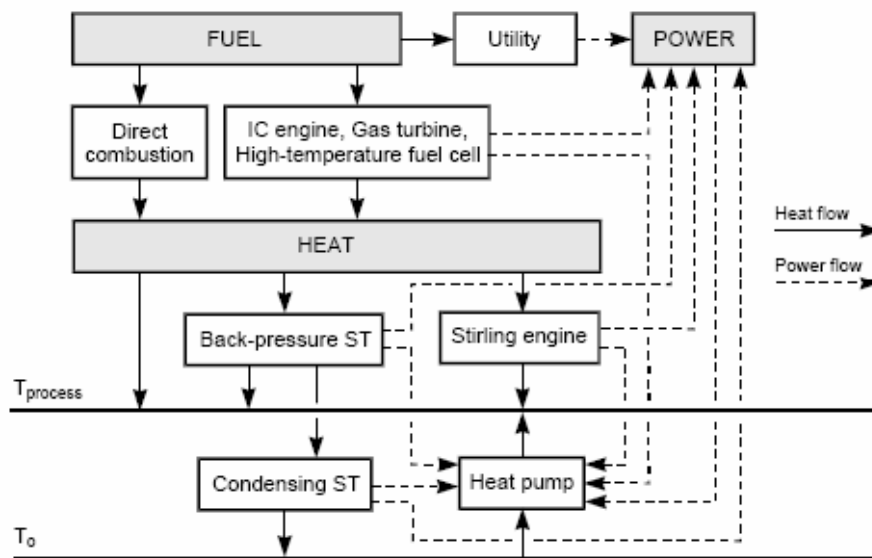 FUEL
Utility
POWER
Direct
combustion
IC engine, Gas turbine,
High-temperature fuel cell
Heat flow
HEAT
Power flow
Back-pressure ST
Stirling engine
Tprocess
Condensing ST
Heat pump
To